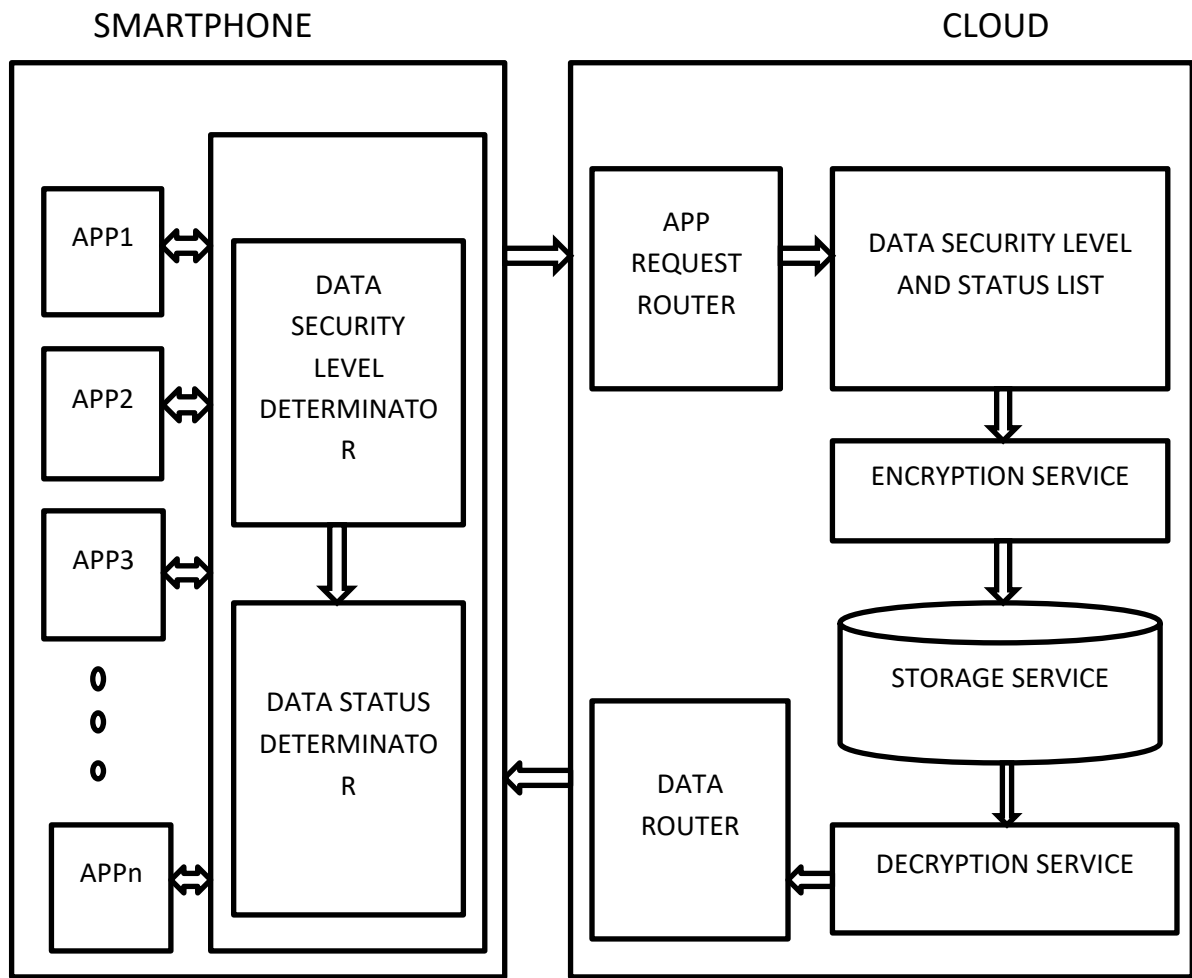 SMARTPHONE
CLOUD
APP1
APP2
APP3
APPn
DATA
SECURITY
LEVEL
DETERMINATO
R
DATA STATUS
DETERMINATO
R
APP
REQUEST
ROUTER
DATA SECURITY LEVEL
AND STATUS LIST
ENCRYPTION SERVICE
STORAGE SERVICE
DECRYPTION SERVICE
DATA
ROUTER